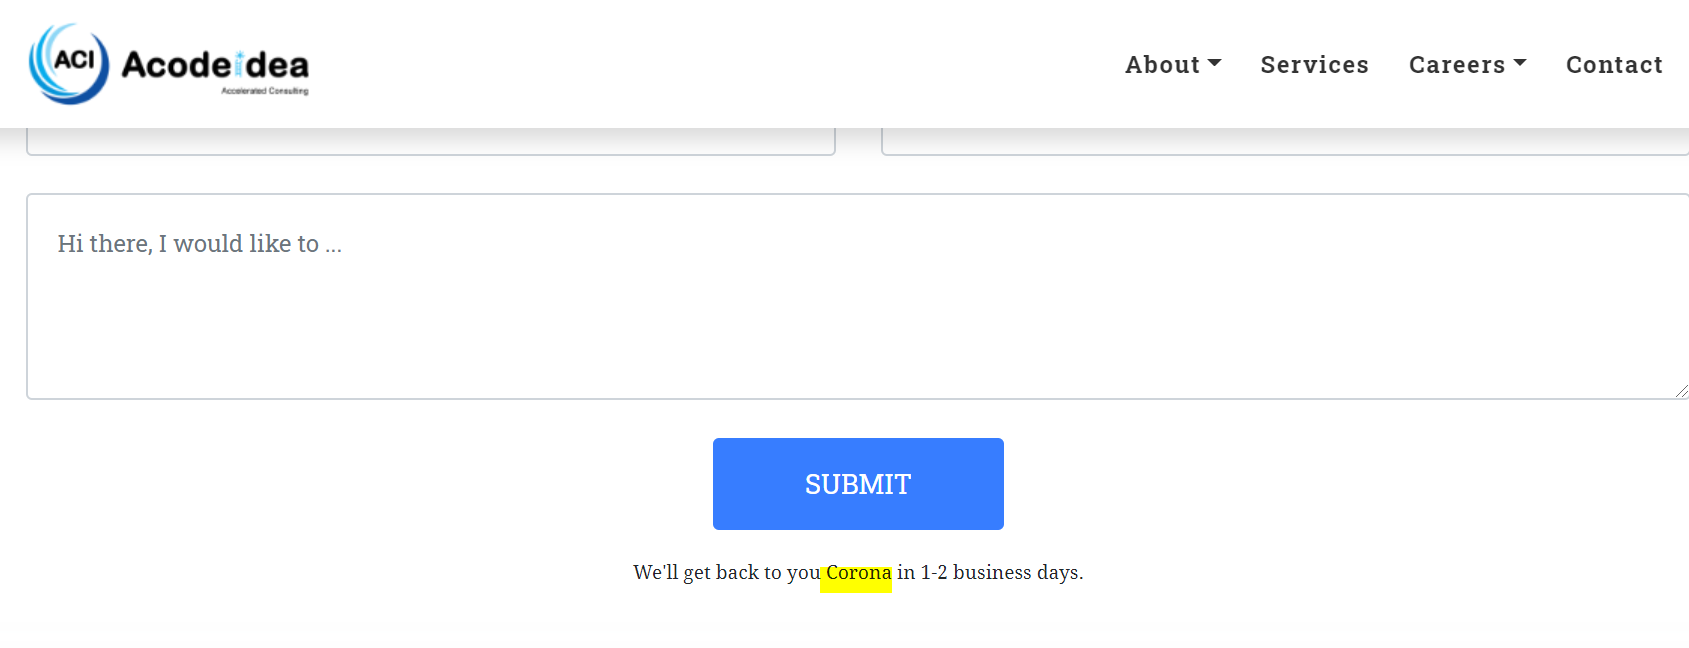 ACI Acodeidea
Accelerated Consulting
About Services Careers Contact
Hi there, I would like to ...
SUBMIT
We'll get back to you Corona in 1-2 business days.